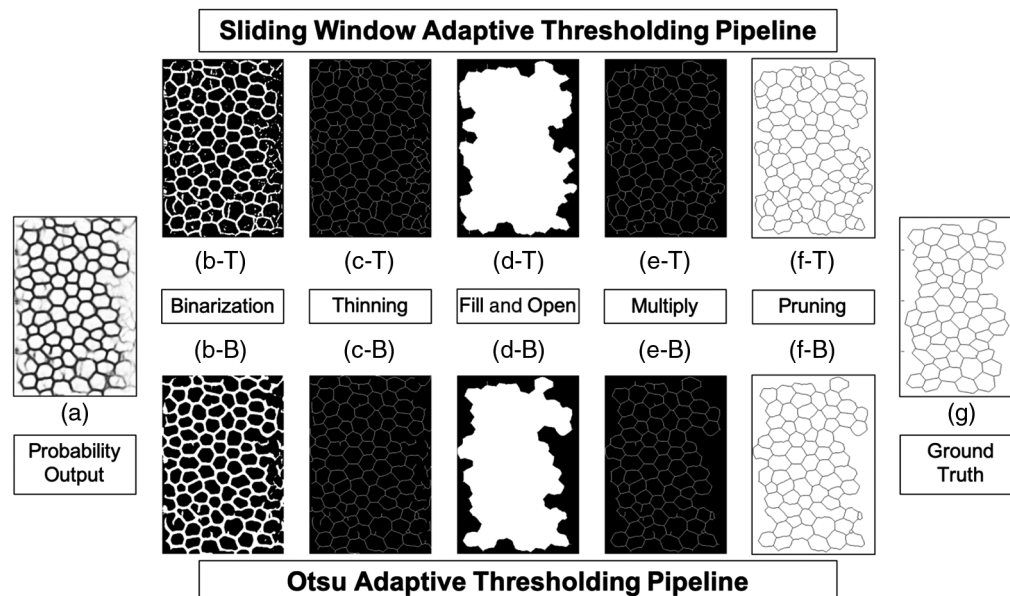 Sliding Window Adaptive Thresholding Pipeline
(b-T) (c-T) (d-T) (e-T) (f-T)
Binarization Thinning Fill and Open Multiply Pruning
(b-B) (c-B) (d-B) (e-B) (f-B)
(a) (g)
Probability
Output
Ground
Truth
Otsu Adaptive Thresholding Pipeline